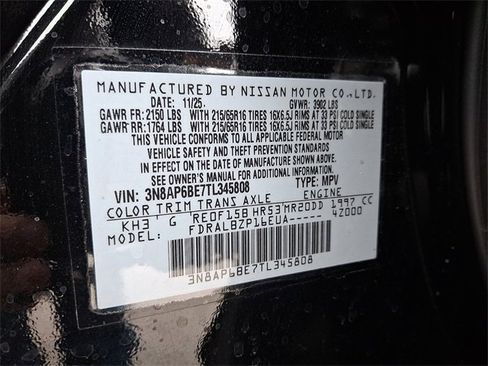 MANUFACTURED BY NISSAN MOTOR CO.,LTD.
DATE: 11/25. GVWR: 3902 LBS
GAWR FR: 2150 LBS WITH 215/65R16 TIRES 16X6.5J RIMS AT 33 PSI COLD SINGLE
GAWR RR: 1764 LBS WITH 215/65R16 TIRES 16X6.5J RIMS AT 33 PSI COLD SINGLE
THIS VEHICLE CONFORMS TO ALL APPLICABLE FEDERAL MOTOR
VEHICLE SAFETY AND THEFT PREVENTION STANDARDS
IN EFFECT ON THE DATE OF MANUFACTURE SHOWN ABOVE.
SEE OWNER'S MANUAL FOR ADDITIONAL INFORMATION
VIN: 3N8AP6BE7TL345808 TYPE: MPV
COLOR TRIM TRANS AXLE ENGINE
KH3 G RE0F15B HR53 MR20DD 1997 CC
MODEL: FDRALBZP16EUA----- 4Z000
3N8AP6BE7TL345808